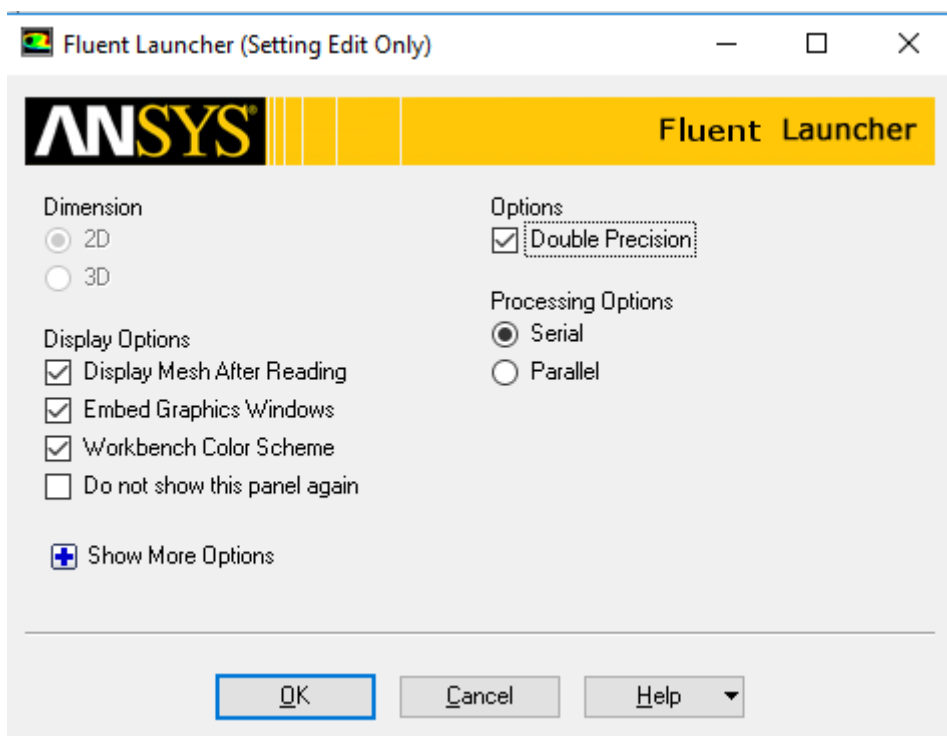 Fluent Launcher (Setting Edit Only)
ANSYS®
Fluent Launcher
Dimension
2D
3D
Display Options
Display Mesh After Reading
Embed Graphics Windows
Workbench Color Scheme
Do not show this panel again
Show More Options
Options
Double Precision
Processing Options
Serial
Parallel
OK
Cancel
Help